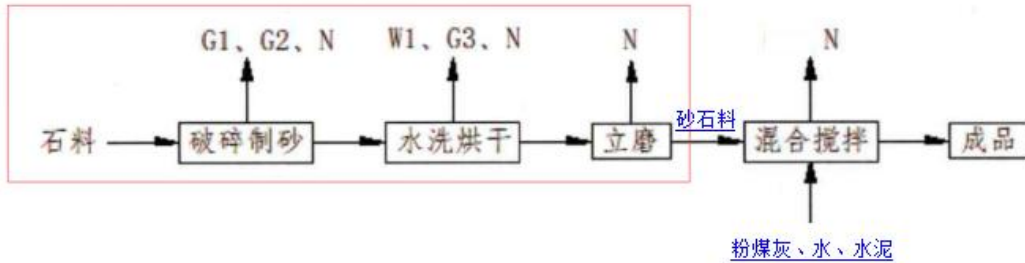 G1、G2、N
W1、G3、N
N
N
石料
破碎制砂
水洗烘干
立磨
砂石料
混合搅拌
成品
粉煤灰、水、水泥